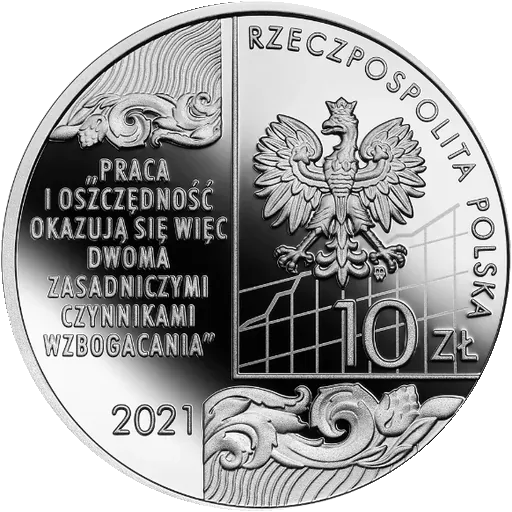 „PRACA
I OSZCZĘDNOŚĆ
OKAZUJĄ SIĘ WIĘC
DWOMA
ZASADNICZYMI
CZYNNIKAMI
WZBOGACANIA”
2021
RZECZPOSPOLITA POLSKA
10 ZŁ